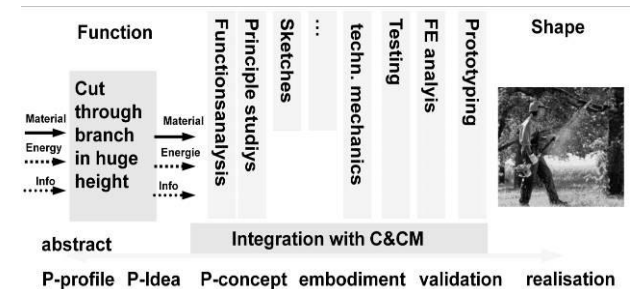 Function
Shape
Cut
through
branch
in huge
height
Material
Energy
Info
Material
Energie
Info
Functionsanalysis
Principle studys
Sketches
...
techn. mechanics
Testing
FE analyis
Prototyping
Integration with C&CM
abstract
P-profile P-Idea P-concept embodiment validation realisation